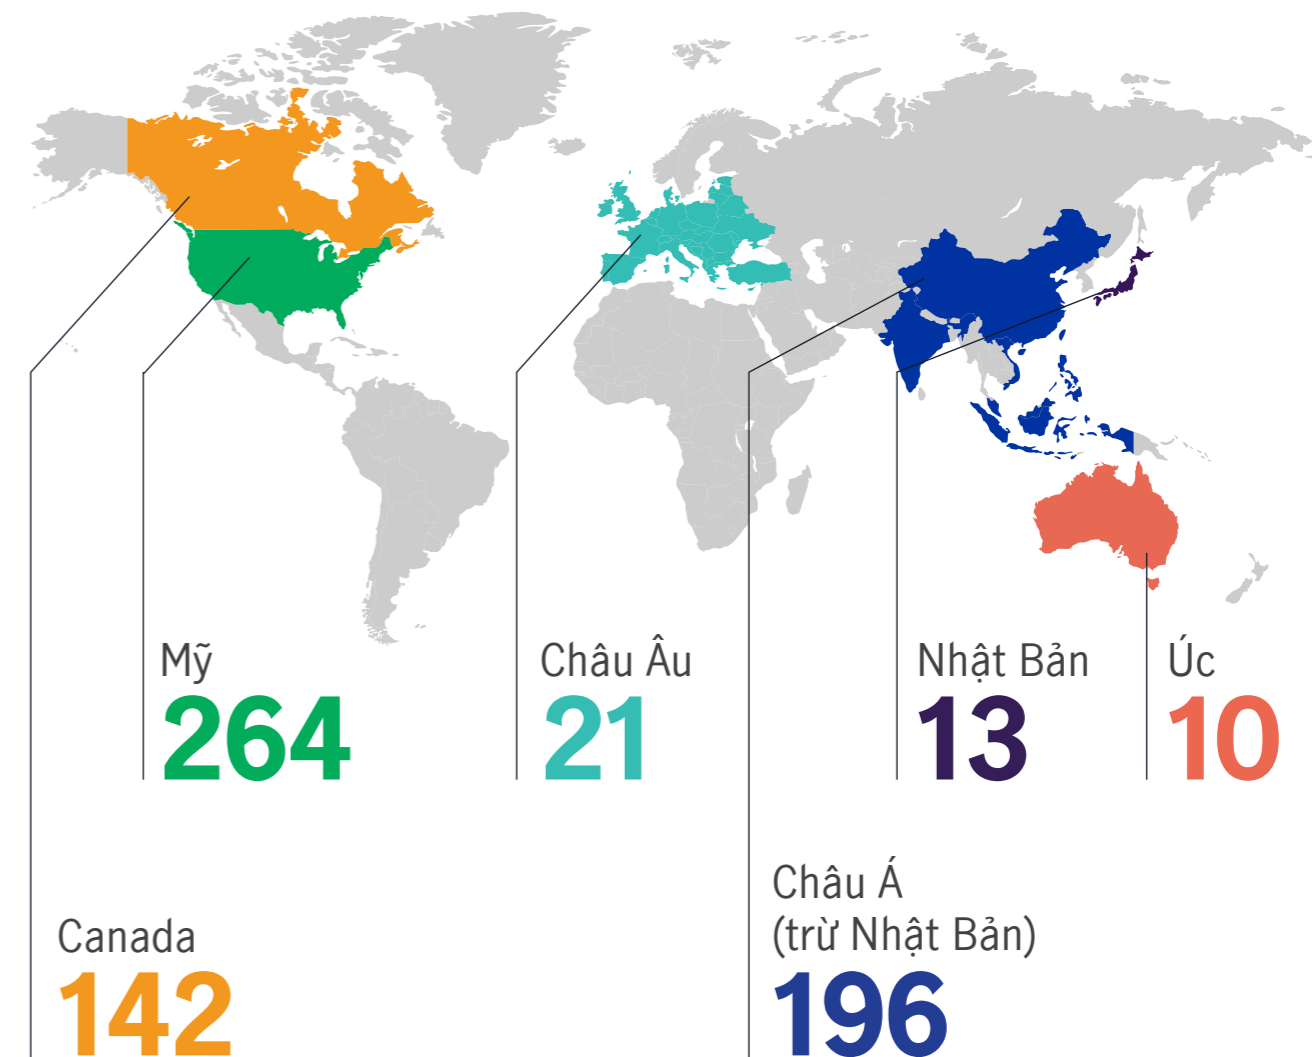 Mỹ
264
Châu Âu
21
Nhật Bản
13
Úc
10
Canada
142
Châu Á
(trừ Nhật Bản)
196